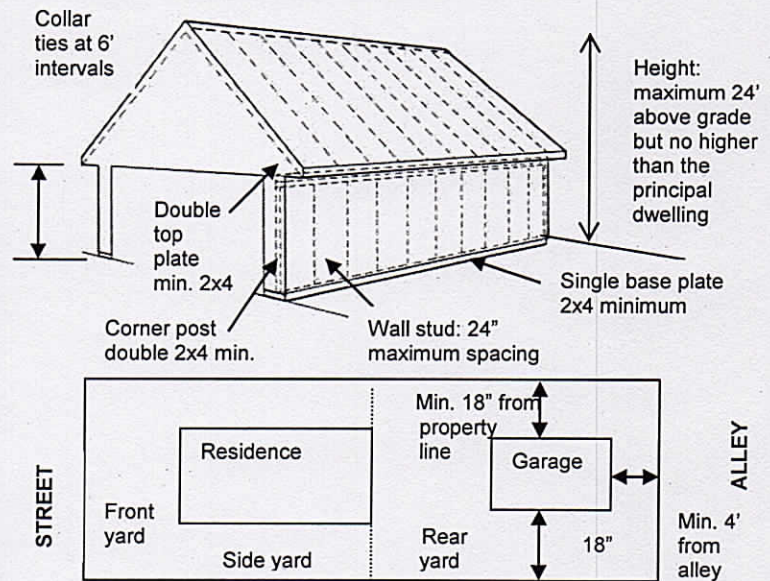 Collar
ties at 6'
intervals
Height:
maximum 24'
above grade
but no higher
than the
principal
dwelling
Double
top
plate
min. 2x4
Single base plate
2x4 minimum
Corner post
double 2x4 min.
Wall stud: 24"
maximum spacing
STREET
Front
yard
Residence
Side yard
Min. 18" from
property
line
Garage
Rear
yard
18"
Min. 4'
from
alley
ALLEY